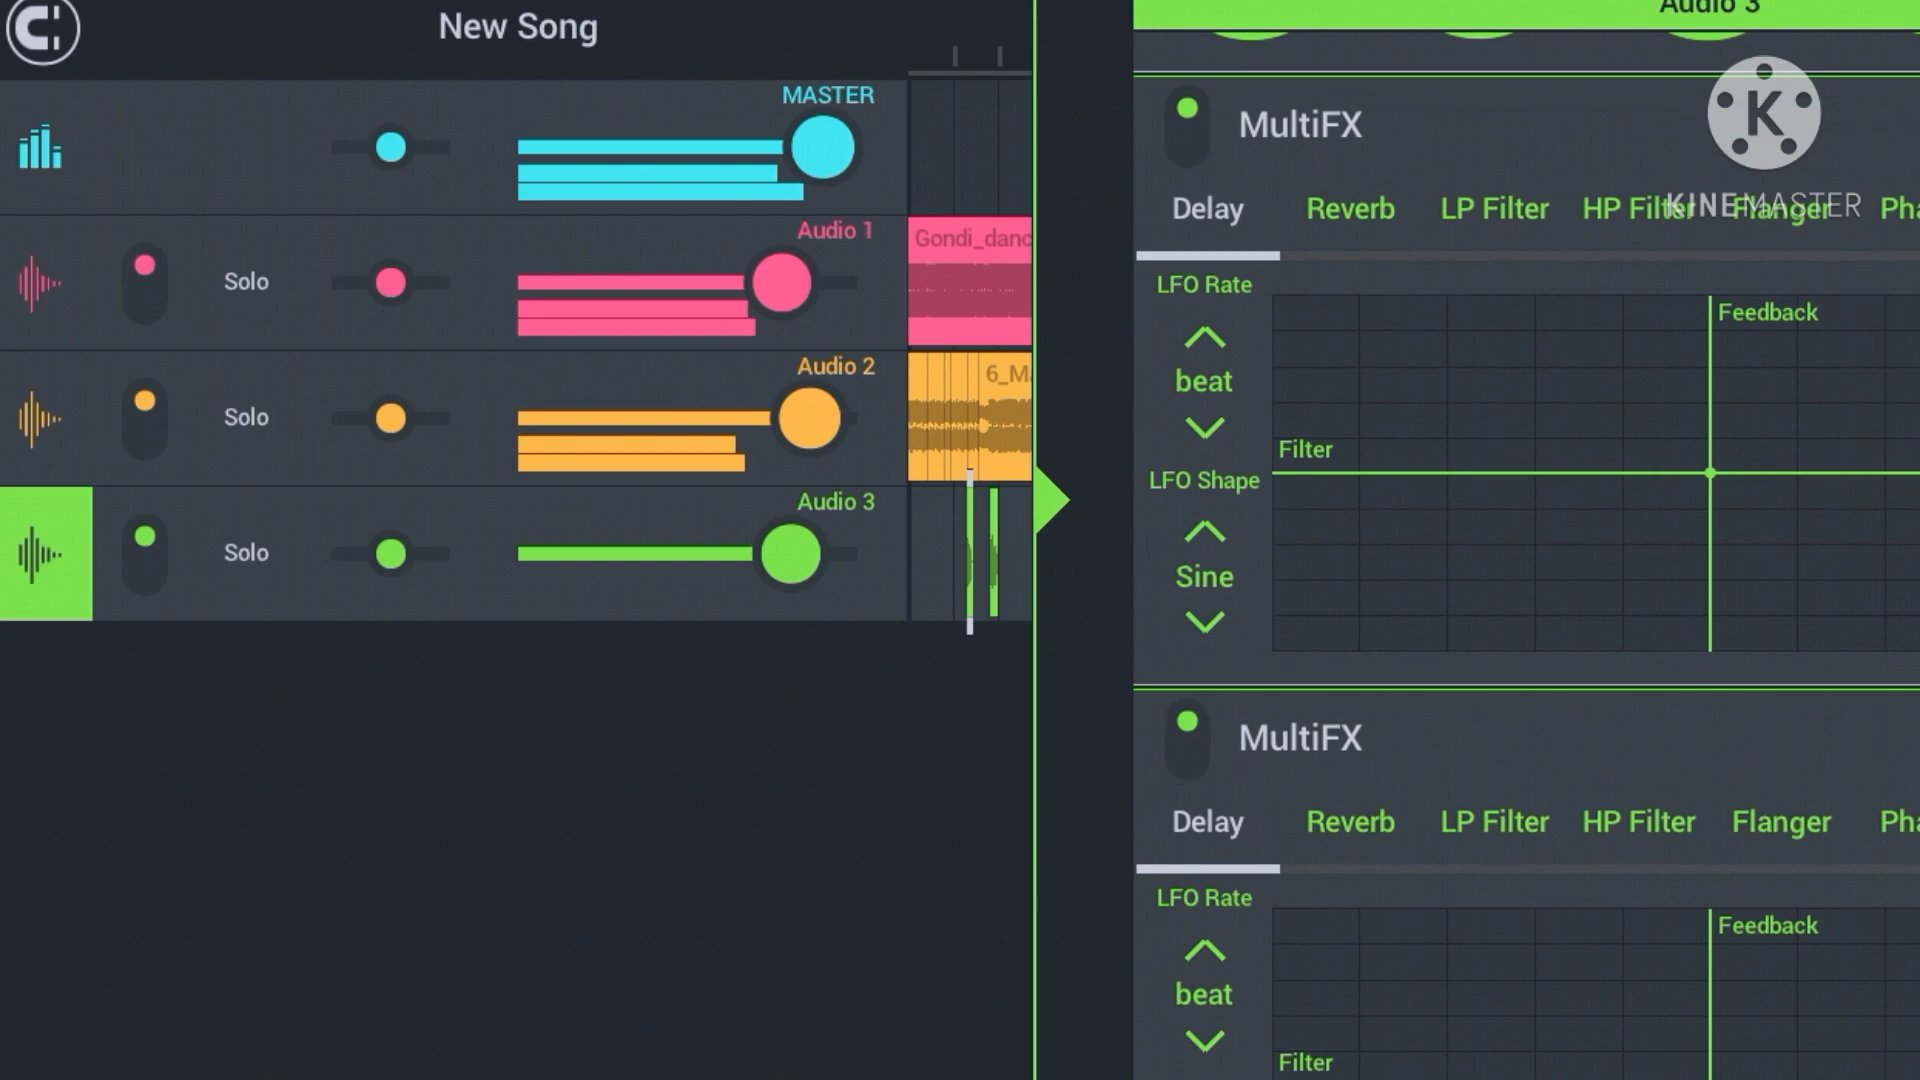 New Song
MASTER
Audio 1
Solo
Gondi_danc
Audio 2
Solo
6_Ma
Audio 3
Solo
Audio 3
MultiFX
K
KINEMASTER
Delay Reverb LP Filter HP Filter Flanger Pha
LFO Rate
Feedback
beat
Filter
LFO Shape
Sine
MultiFX
Delay Reverb LP Filter HP Filter Flanger Pha
LFO Rate
Feedback
beat
Filter